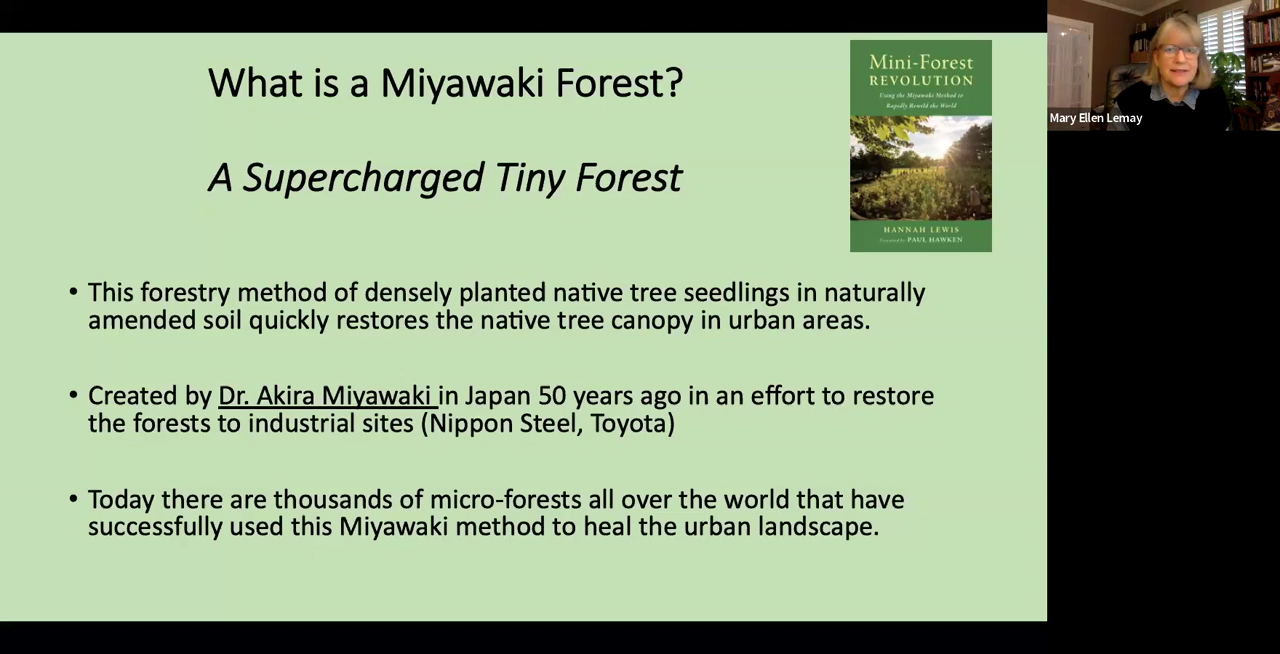 What is a Miyawaki Forest?
A Supercharged Tiny Forest
Mini-Forest
REVOLUTION
Using the Miyawaki Method to
Rapidly Rewild the World
HANNAH LEWIS
Foreword by PAUL HAWKEN
Mary Ellen Lemay
• This forestry method of densely planted native tree seedlings in naturally
amended soil quickly restores the native tree canopy in urban areas.
• Created by Dr. Akira Miyawaki in Japan 50 years ago in an effort to restore
the forests to industrial sites (Nippon Steel, Toyota)
• Today there are thousands of micro-forests all over the world that have
successfully used this Miyawaki method to heal the urban landscape.